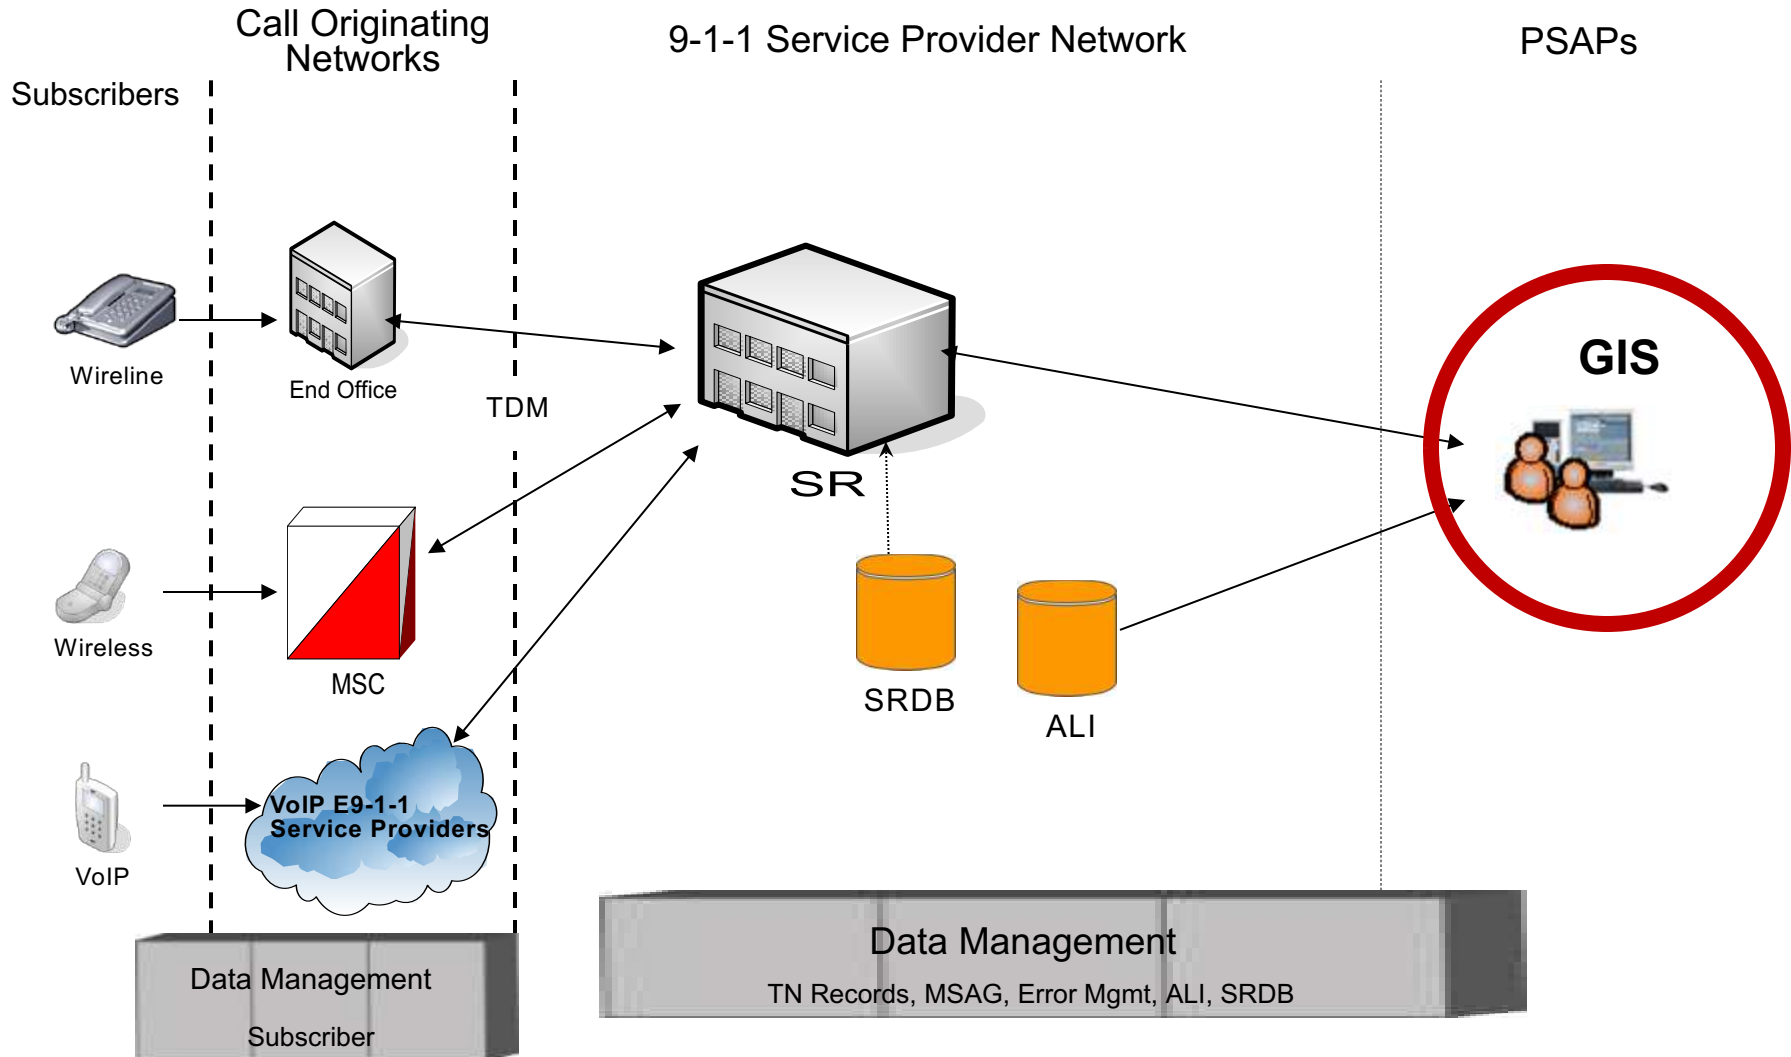 Call Originating
Networks
9-1-1 Service Provider Network
PSAPs
Subscribers
Wireline
End Office
TDM
GIS
SR
Wireless
MSC
SRDB
ALI
VoIP E9-1-1
Service Providers
VoIP
Data Management
Subscriber
Data Management
TN Records, MSAG, Error Mgmt, ALI, SRDB